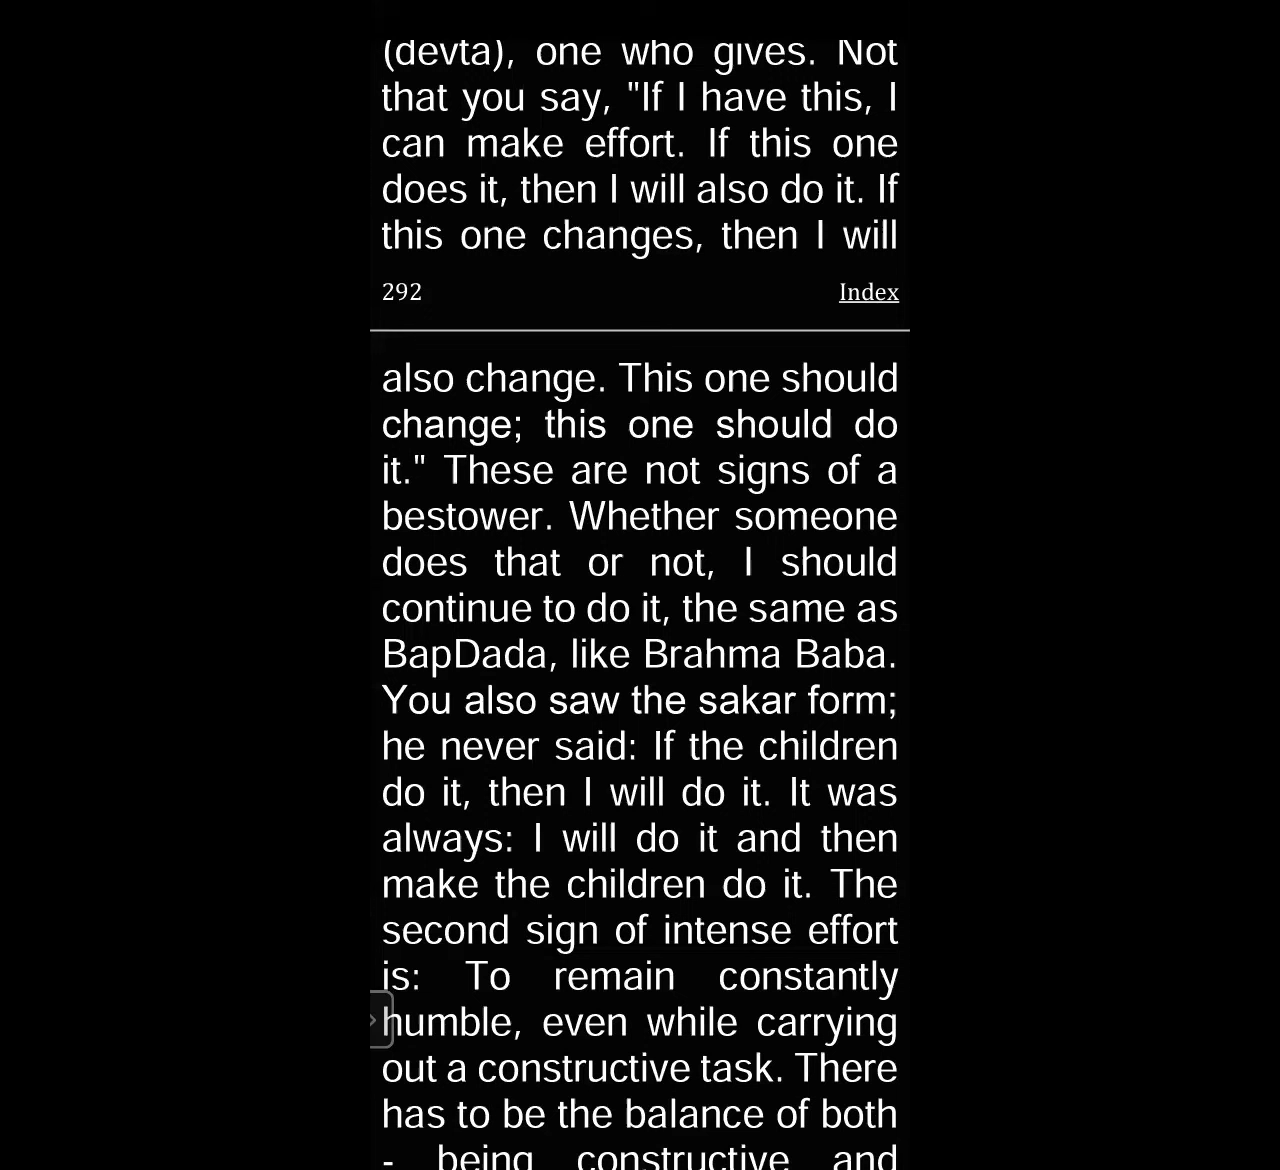 (devta), one who gives. Not
that you say, "If I have this, I
can make effort. If this one
does it, then I will also do it. If
this one changes, then I will
292 Index
also change. This one should
change; this one should do
it." These are not signs of a
bestower. Whether someone
does that or not, I should
continue to do it, the same as
BapDada, like Brahma Baba.
You also saw the sakar form;
he never said: If the children
do it, then I will do it. It was
always: I will do it and then
make the children do it. The
second sign of intense effort
is: To remain constantly
humble, even while carrying
out a constructive task. There
has to be the balance of both
- being constructive and